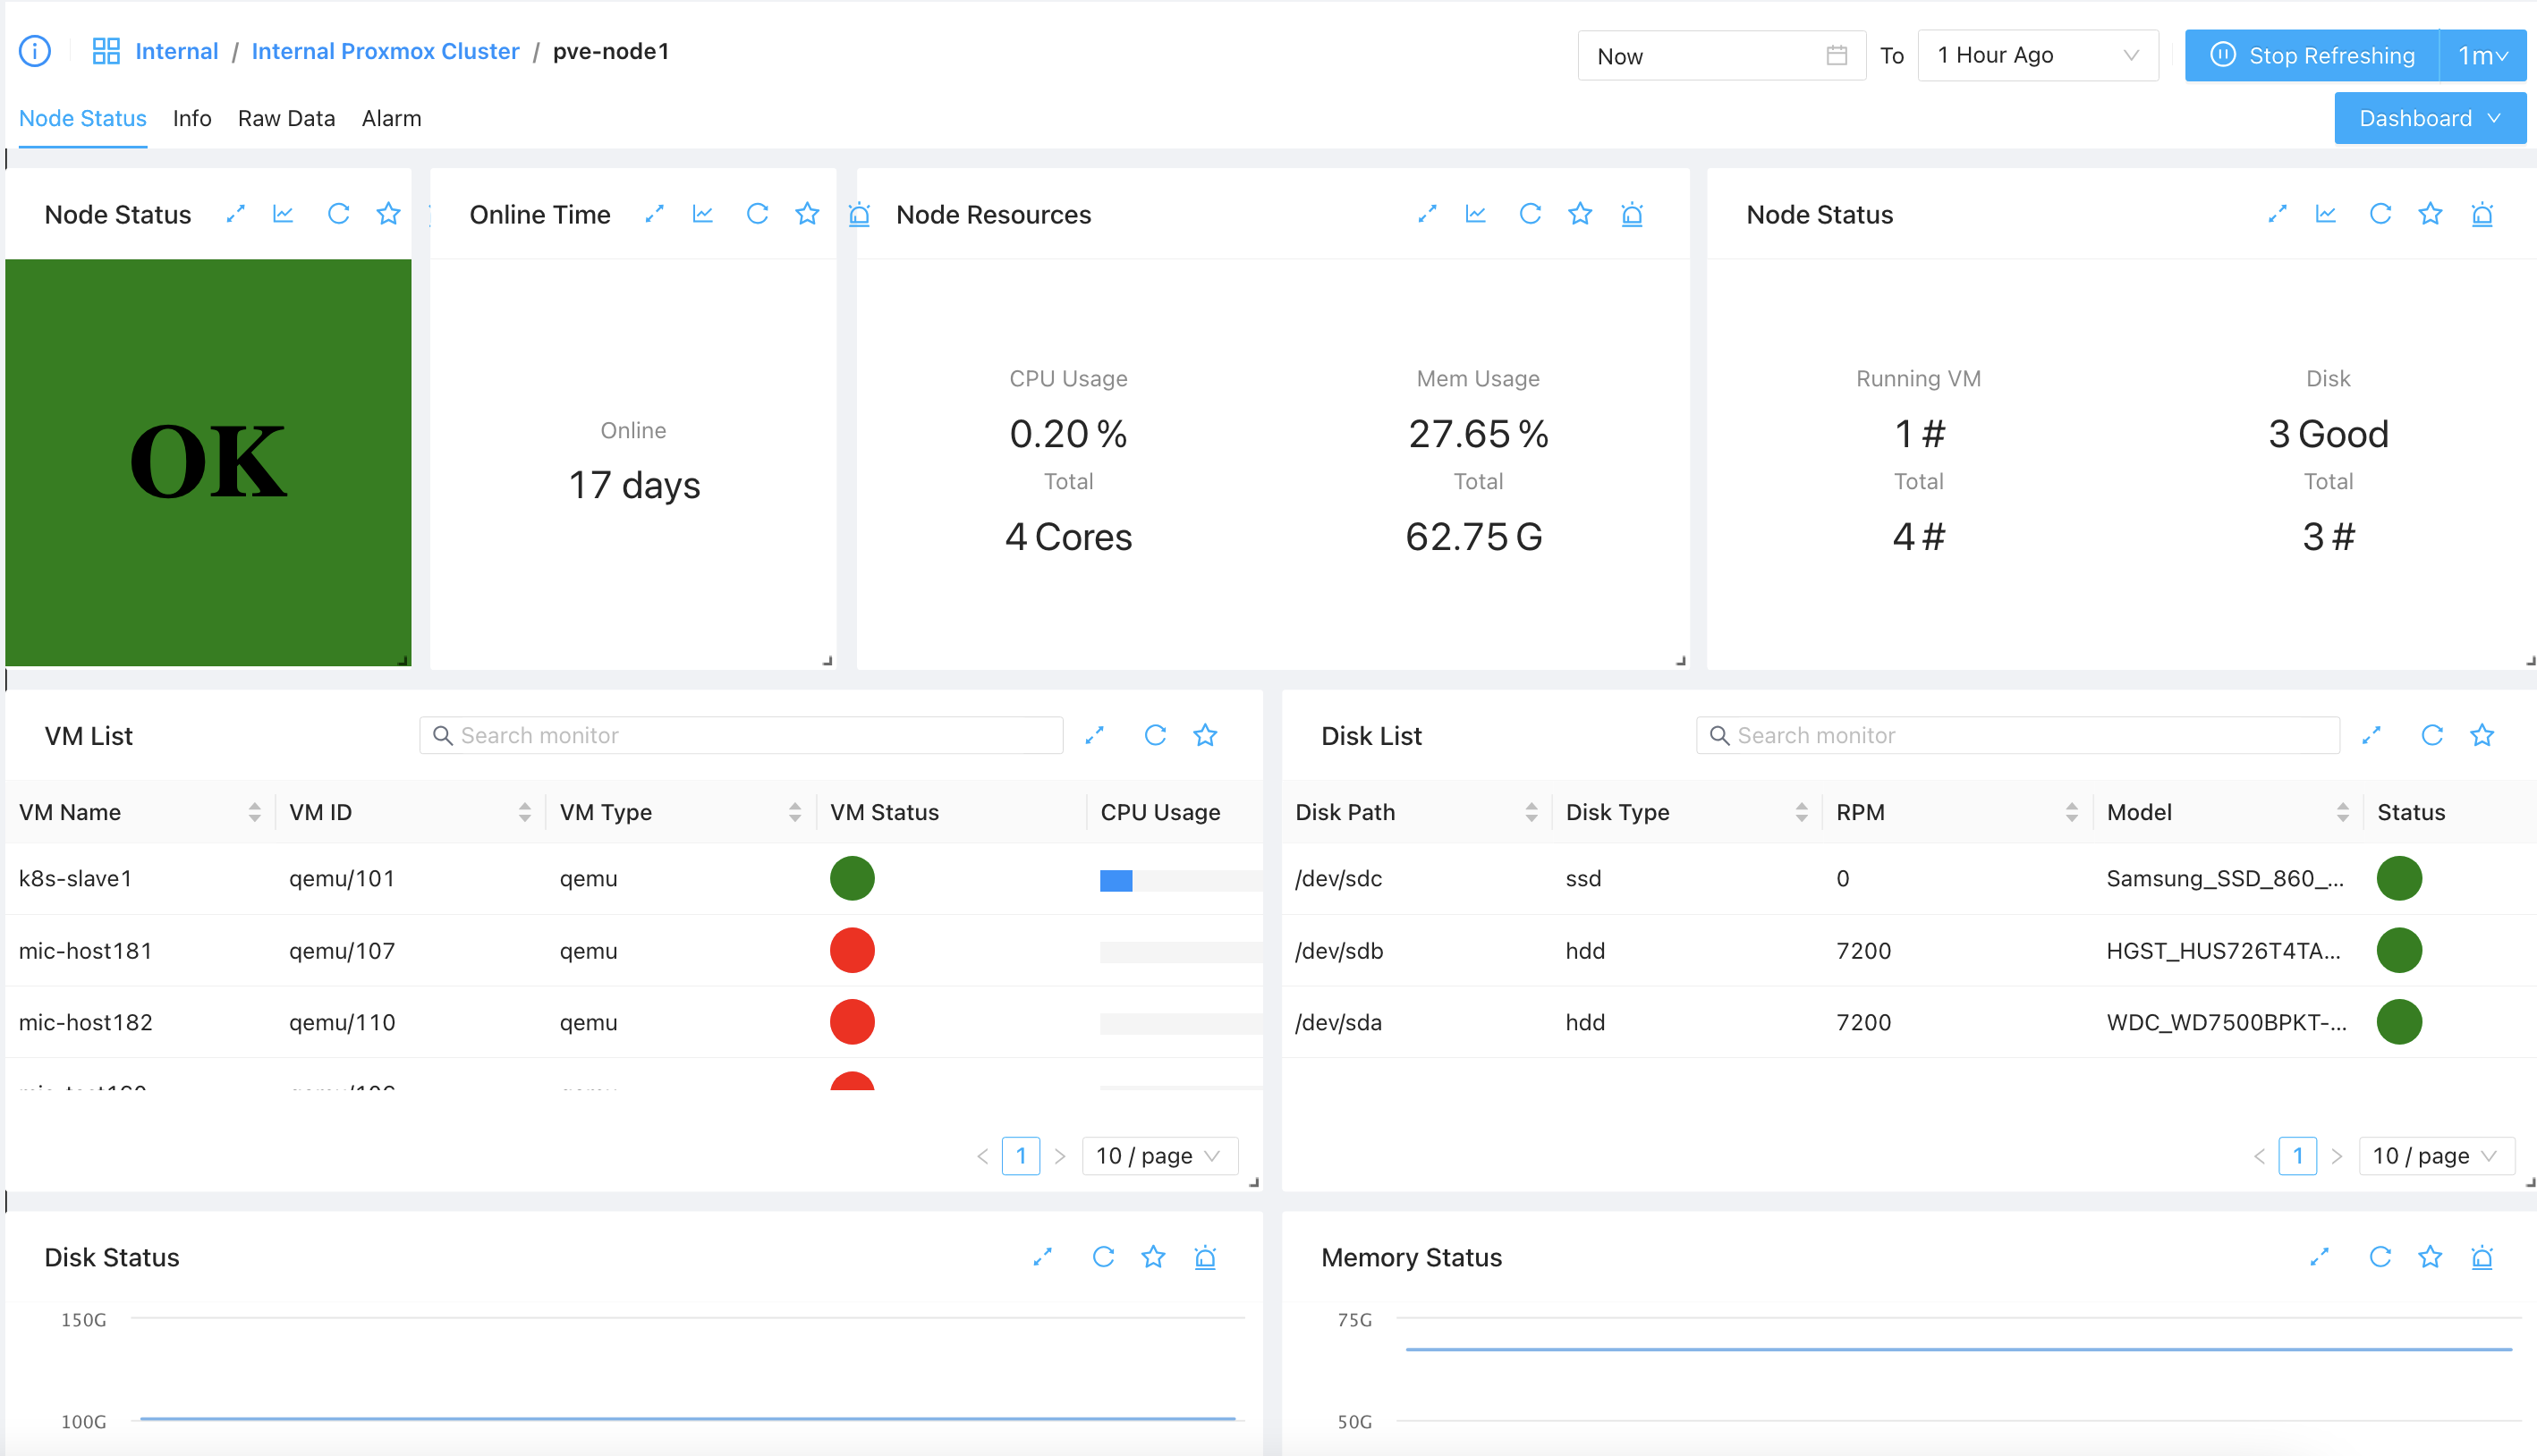 Internal / Internal Proxmox Cluster / pve-node1
Now To 1 Hour Ago Stop Refreshing 1m
Node Status Info Raw Data Alarm
Dashboard
Node Status
OK
Online Time
Online
17 days
Node Resources
CPU Usage Mem Usage
0.20 % 27.65 %
Total Total
4 Cores 62.75 G
Node Status
Running VM Disk
1 # 3 Good
Total Total
4 # 3 #
VM List Search monitor
VM Name VM ID VM Type VM Status CPU Usage
k8s-slave1 qemu/101 qemu
mic-host181 qemu/107 qemu
mic-host182 qemu/110 qemu
1 10 / page
Disk List Search monitor
Disk Path Disk Type RPM Model Status
/dev/sdc ssd 0 Samsung_SSD_860_...
/dev/sdb hdd 7200 HGST_HUS726T4TA...
/dev/sda hdd 7200 WDC_WD7500BPKT-...
1 10 / page
Disk Status
150G
100G
Memory Status
75G
50G